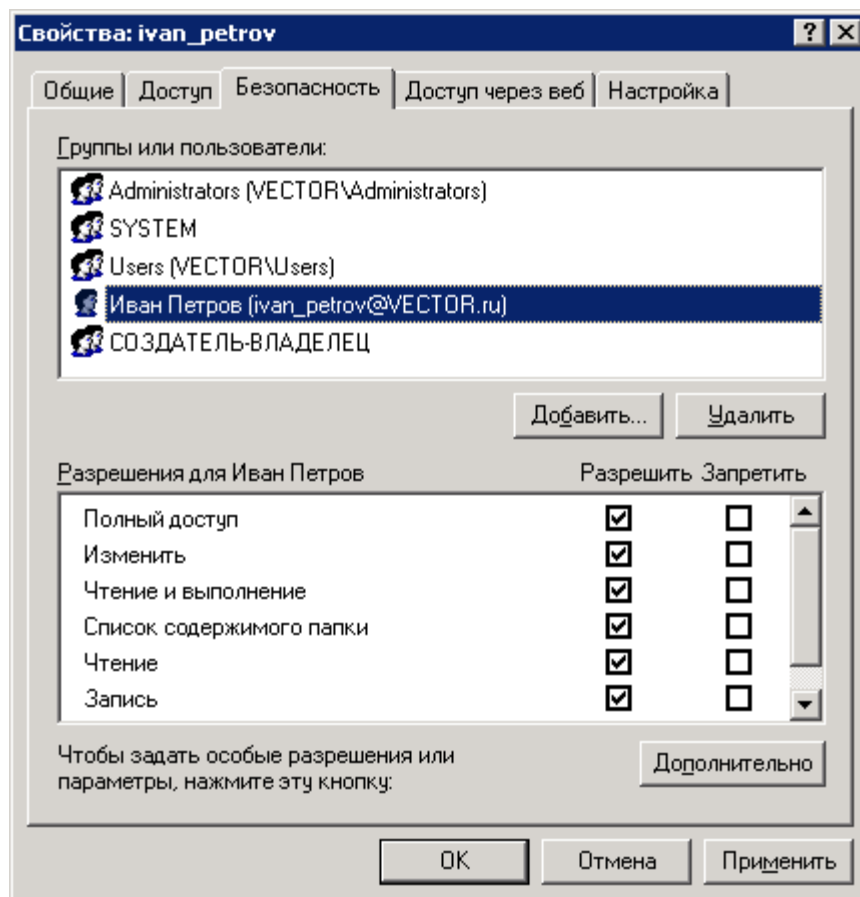 Свойства: ivan_petrov
Общие Доступ Безопасность Доступ через веб Настройка
Группы или пользователи:
Administrators (VECTOR\Administrators)
SYSTEM
Users (VECTOR\Users)
Иван Петров (ivan_petrov@VECTOR.ru)
СОЗДАТЕЛЬ-ВЛАДЕЛЕЦ
Добавить... Удалить
Разрешения для Иван Петров Разрешить Запретить
Полный доступ
Изменить
Чтение и выполнение
Список содержимого папки
Чтение
Запись
Чтобы задать особые разрешения или
параметры, нажмите эту кнопку:
Дополнительно
OK Отмена Применить